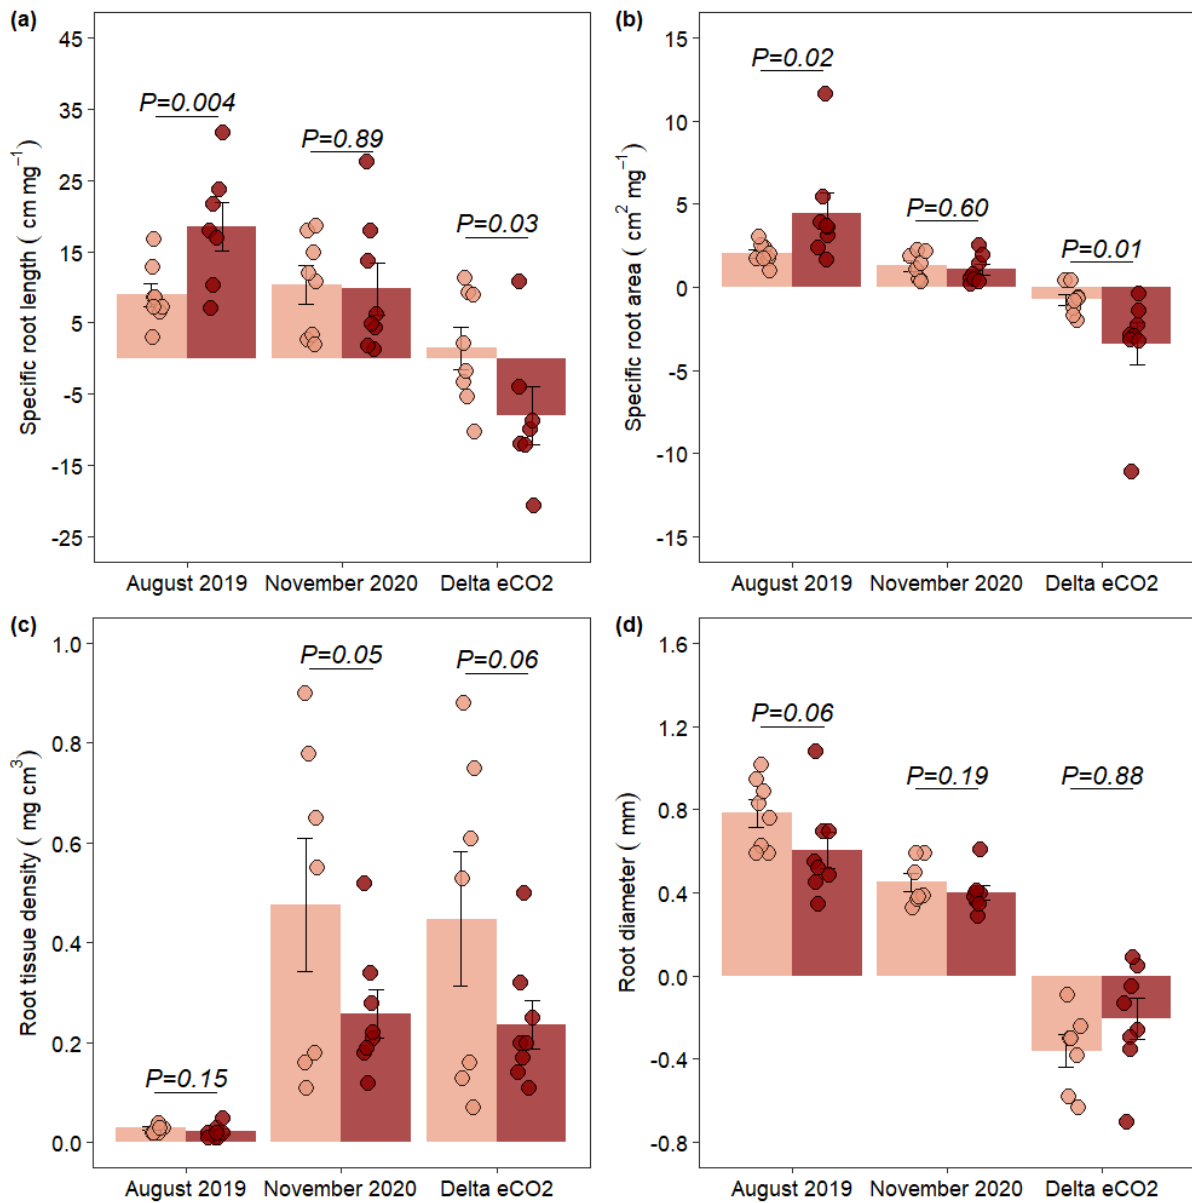 (a)
Specific root length ( cm mg⁻¹)
45
35
25
15
5
-5
-15
-25
P=0.004
P=0.89
P=0.03
August 2019
November 2020
Delta eCO2
(b)
Specific root area ( cm² mg⁻¹)
15
10
5
0
-5
-10
-15
P=0.02
P=0.60
P=0.01
August 2019
November 2020
Delta eCO2
(c)
Root tissue density ( mg cm³)
1.0
0.8
0.6
0.4
0.2
0.0
P=0.15
P=0.05
P=0.06
August 2019
November 2020
Delta eCO2
(d)
Root diameter ( mm)
1.6
1.2
0.8
0.4
0.0
-0.4
-0.8
P=0.06
P=0.19
P=0.88
August 2019
November 2020
Delta eCO2